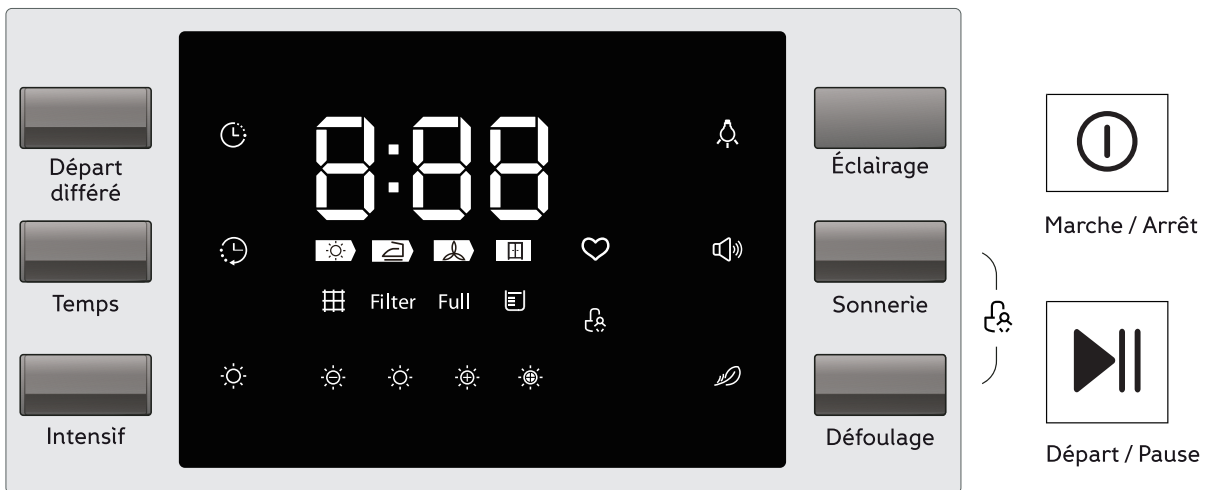 8:88
Départ
différé
Éclairage
Marche / Arrêt
Temps
Filter Full
Sonnerie
Intensif
Défoulage
Départ / Pause